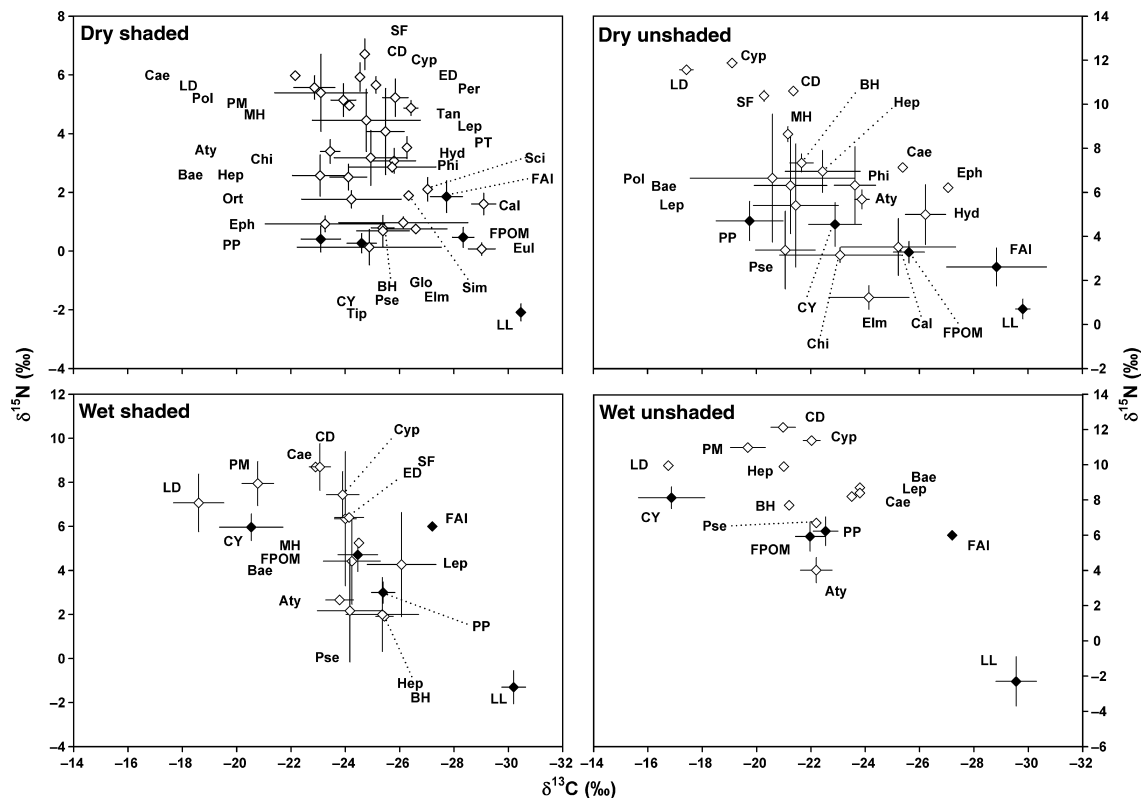 Dry shaded
8
6
4
2
0
–2
–4
SF
CD
Cyp
ED
Per
Cae
LD
Pol
PM
MH
Tan
Lep
PT
Aty
Chi
Hyd
Phi
Sci
FAI
Bae
Hep
Ort
Cal
Eph
PP
FPOM
Eul
BH
Pse
Glo
Elm
Sim
CY
Tip
LL
Dry unshaded
14
12
10
8
6
4
2
0
–2
LD
Cyp
CD
SF
BH
Hep
MH
Cae
Eph
Pol
Bae
Lep
Phi
Aty
Hyd
PP
Pse
FAI
CY
Chi
Elm
Cal
FPOM
LL
δ15N (‰)
δ15N (‰)
Wet shaded
12
10
8
6
4
2
0
–2
–4
CD
Cyp
Cae
SF
ED
PM
LD
FAI
CY
MH
FPOM
Bae
Lep
Aty
PP
Pse
Hep
BH
LL
–14
–16
–18
–20
–22
–24
–26
–28
–30
–32
Wet unshaded
14
12
10
8
6
4
2
0
–2
–4
–6
CD
PM
Cyp
LD
Hep
Bae
Lep
Cae
CY
BH
Pse
PP
FPOM
FAI
Aty
LL
–14
–16
–18
–20
–22
–24
–26
–28
–30
–32
δ13C (‰)